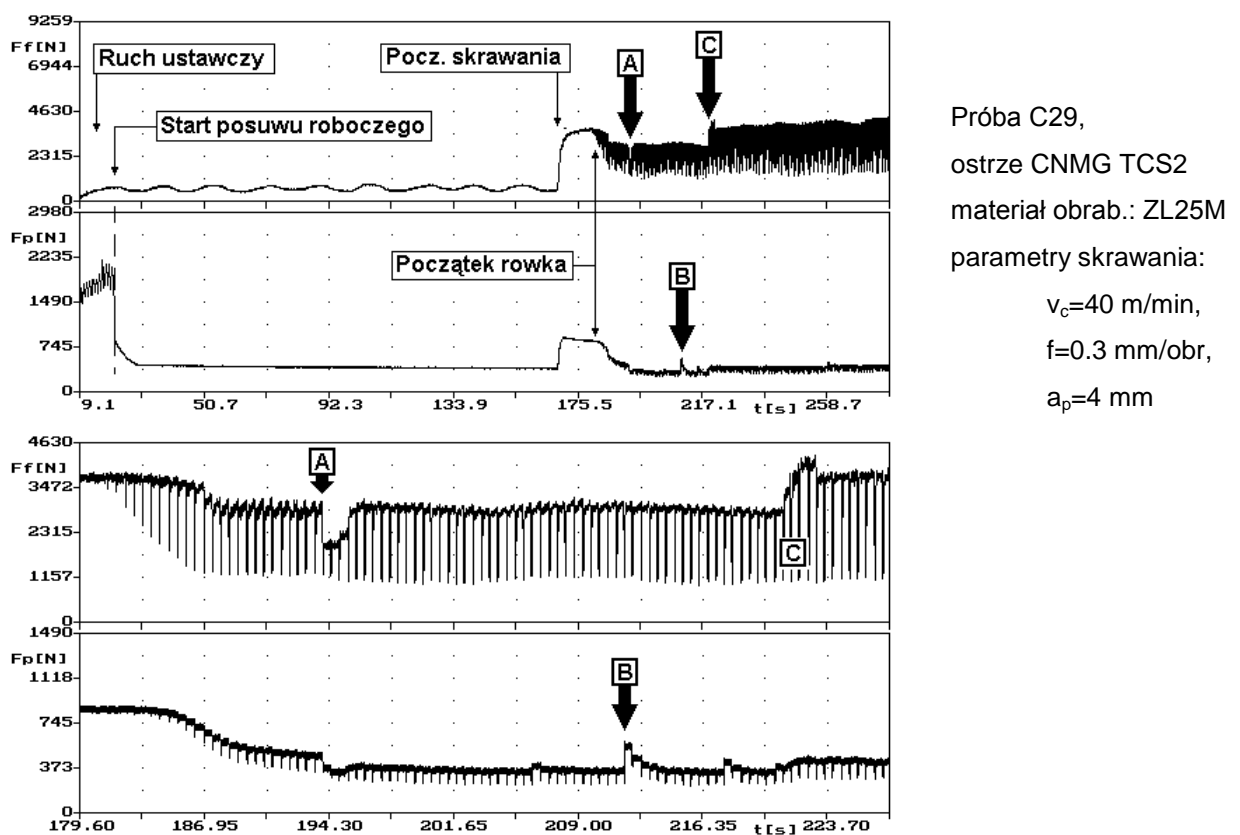 9259
Ff[N]
6944
4630
2315
0
Ruch ustawczy
Start posuwu roboczego
Pocz. skrawania
A
C
2980
Fp[N]
2235
1490
745
0
Początek rowka
B
9.1 50.7 92.3 133.9 175.5 217.1 t[s] 258.7
4630
Ff[N]
3472
2315
1157
0
A
C
1490
Fp[N]
1118
745
373
0
B
179.60 186.95 194.30 201.65 209.00 216.35 t[s] 223.70
Próba C29,
ostrze CNMG TCS2
materiał obrab.: ZL25M
parametry skrawania:
vc=40 m/min,
f=0.3 mm/obr,
ap=4 mm